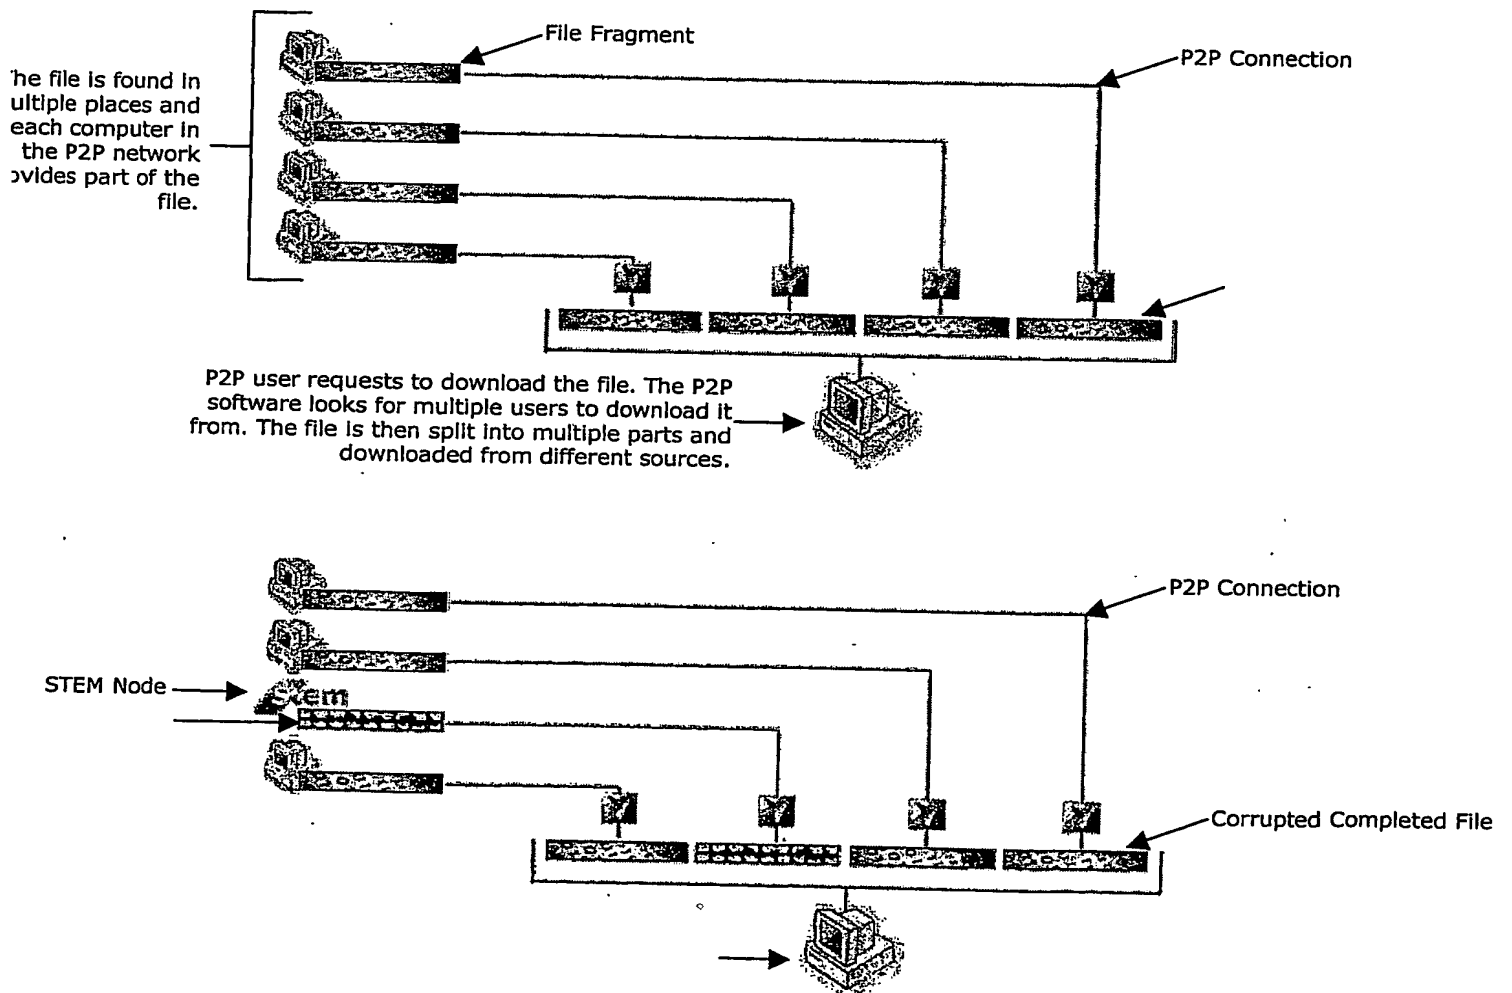 File Fragment
P2P Connection
he file is found in
ultiple places and
each computer in
the P2P network
ovides part of the
file.
P2P user requests to download the file. The P2P
software looks for multiple users to download it
from. The file is then split into multiple parts and
downloaded from different sources.
P2P Connection
STEM Node
stem
Corrupted Completed File